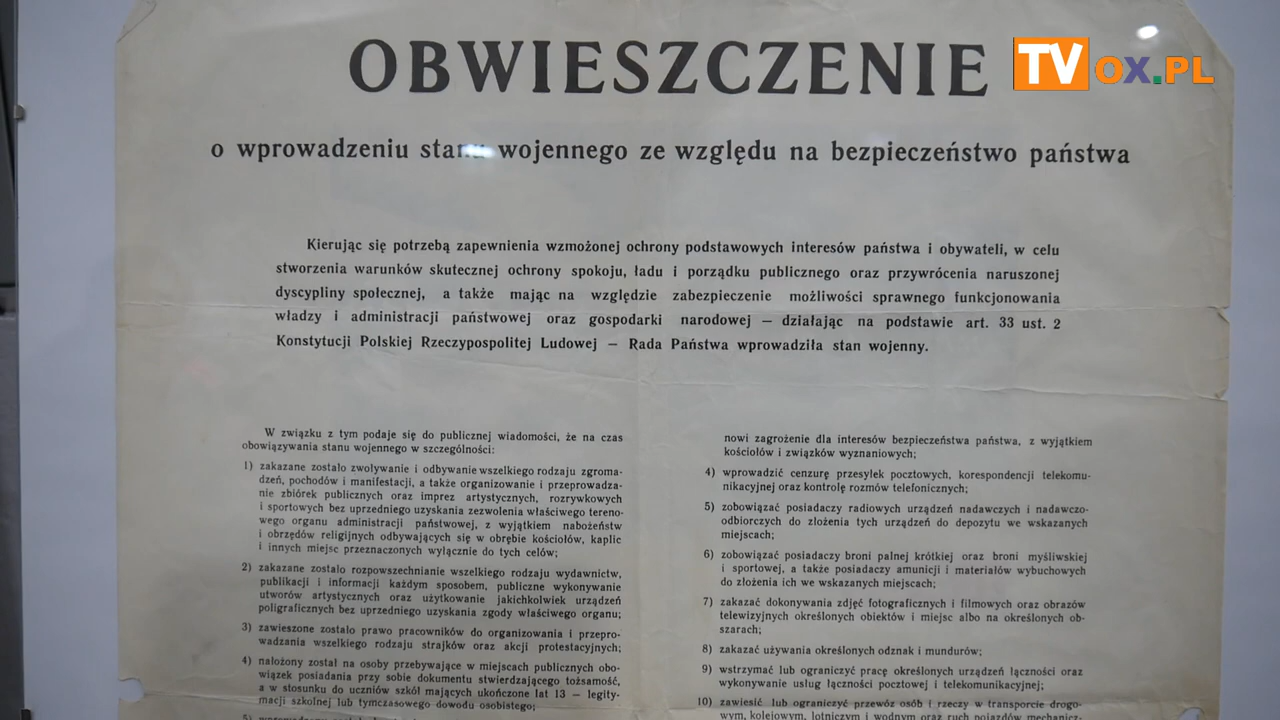 OBWIESZCZENIE
TVOX.PL
o wprowadzeniu stanu wojennego ze względu na bezpieczeństwo państwa
Kierując się potrzebą zapewnienia wzmożonej ochrony podstawowych interesów państwa i obywateli, w celu
stworzenia warunków skutecznej ochrony spokoju, ładu i porządku publicznego oraz przywrócenia naruszonej
dyscypliny społecznej, a także mając na względzie zabezpieczenie możliwości sprawnego funkcjonowania
władzy i administracji państwowej oraz gospodarki narodowej — działając na podstawie art. 33 ust. 2
Konstytucji Polskiej Rzeczypospolitej Ludowej — Rada Państwa wprowadziła stan wojenny.
W związku z tym podaje się do publicznej wiadomości, że na czas
obowiązywania stanu wojennego w szczególności:
1) zakazane zostało zwoływanie i odbywanie wszelkiego rodzaju zgroma-
dzeń, pochodów i manifestacji, a także organizowanie i przeprowadza-
nie zbiórek publicznych oraz imprez artystycznych, rozrywkowych
i sportowych bez uprzedniego uzyskania zezwolenia właściwego tereno-
wego organu administracji państwowej, z wyjątkiem nabożeństw
i obrzędów religijnych odbywających się w obrębie kościołów, kaplic
i innych miejsc przeznaczonych wyłącznie do tych celów;
2) zakazane zostało rozpowszechnianie wszelkiego rodzaju wydawnictw,
publikacji i informacji każdym sposobem, publiczne wykonywanie
utworów artystycznych oraz użytkowanie jakichkolwiek urządzeń
poligraficznych bez uprzedniego uzyskania zgody właściwego organu;
3) zawieszone zostało prawo pracowników do organizowania i przepro-
wadzania wszelkiego rodzaju strajków oraz akcji protestacyjnych;
4) nałożony został na osoby przebywające w miejscach publicznych obo-
wiązek posiadania przy sobie dokumentu stwierdzającego tożsamość,
a w stosunku do uczniów szkół mających ukończone lat 13 — legity-
macji szkolnej lub tymczasowego dowodu osobistego;
nowi zagrożenie dla interesów bezpieczeństwa państwa, z wyjątkiem
kościołów i związków wyznaniowych;
4) wprowadzić cenzurę przesyłek pocztowych, korespondencji telekomu-
nikacyjnej oraz kontrolę rozmów telefonicznych;
5) zobowiązać posiadaczy radiowych urządzeń nadawczych i nadawczo-
odbiorczych do złożenia tych urządzeń do depozytu we wskazanych
miejscach;
6) zobowiązać posiadaczy broni palnej krótkiej oraz broni myśliwskiej
i sportowej, a także posiadaczy amunicji i materiałów wybuchowych
do złożenia ich we wskazanych miejscach;
7) zakazać dokonywania zdjęć fotograficznych i filmowych oraz obrazów
telewizyjnych określonych obiektów i miejsc albo na określonych ob-
szarach;
8) zakazać używania określonych odznak i mundurów;
9) wstrzymać lub ograniczyć pracę określonych urządzeń łączności oraz
wykonywanie usług łączności pocztowej i telekomunikacyjnej;
10) zawiesić lub ograniczyć przewóz osób i rzeczy w transporcie drogo-
wym, kolejowym, lotniczym i wodnym oraz ruch pojazdów mechanicz-